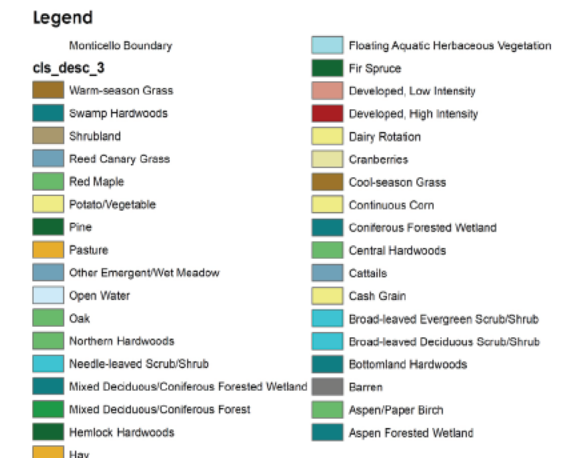 Legend
Monticello Boundary
cls_desc_3
Warm-season Grass
Swamp Hardwoods
Shrubland
Reed Canary Grass
Red Maple
Potato/Vegetable
Pine
Pasture
Other Emergent/Wet Meadow
Open Water
Oak
Northern Hardwoods
Needle-leaved Scrub/Shrub
Mixed Deciduous/Coniferous Forested Wetland
Mixed Deciduous/Coniferous Forest
Hemlock Hardwoods
Hay
Floating Aquatic Herbaceous Vegetation
Fir Spruce
Developed, Low Intensity
Developed, High Intensity
Dairy Rotation
Cranberries
Cool-season Grass
Continuous Corn
Coniferous Forested Wetland
Central Hardwoods
Cattails
Cash Grain
Broad-leaved Evergreen Scrub/Shrub
Broad-leaved Deciduous Scrub/Shrub
Bottomland Hardwoods
Barren
Aspen/Paper Birch
Aspen Forested Wetland